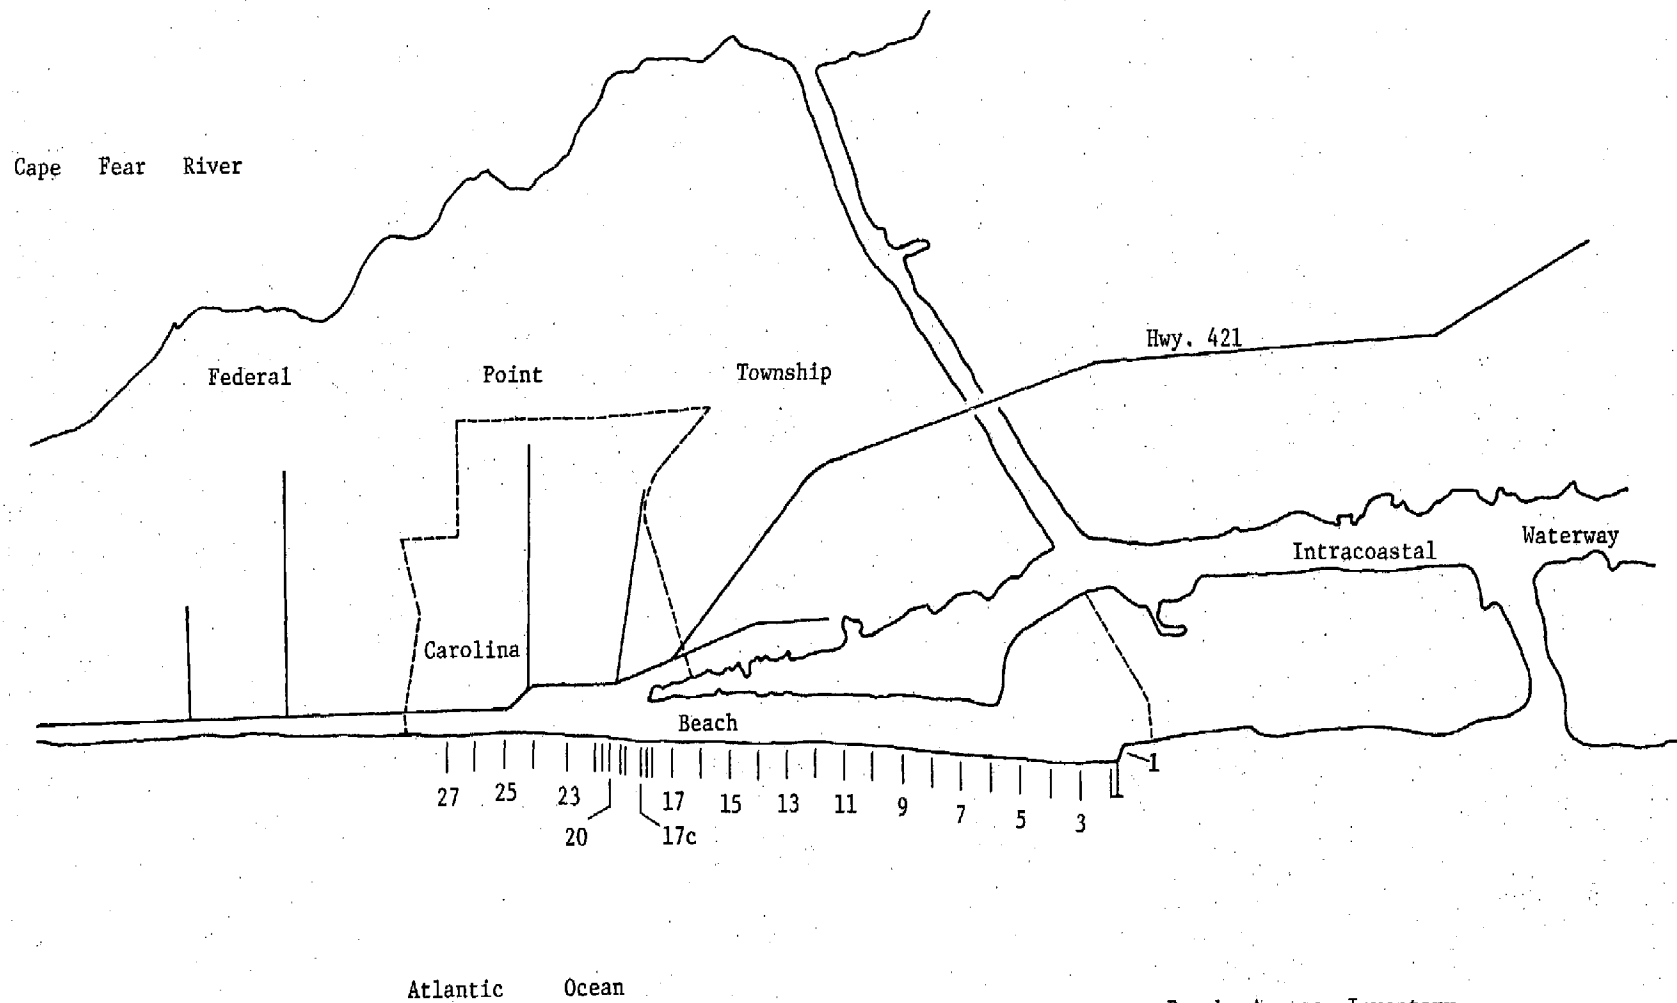 Cape Fear River
Hwy. 421
Federal Point Township
Waterway
Intracoastal
Carolina
Beach
1
27 25 23 17 15 13 11 9 7 5 3
20 17c
Atlantic Ocean